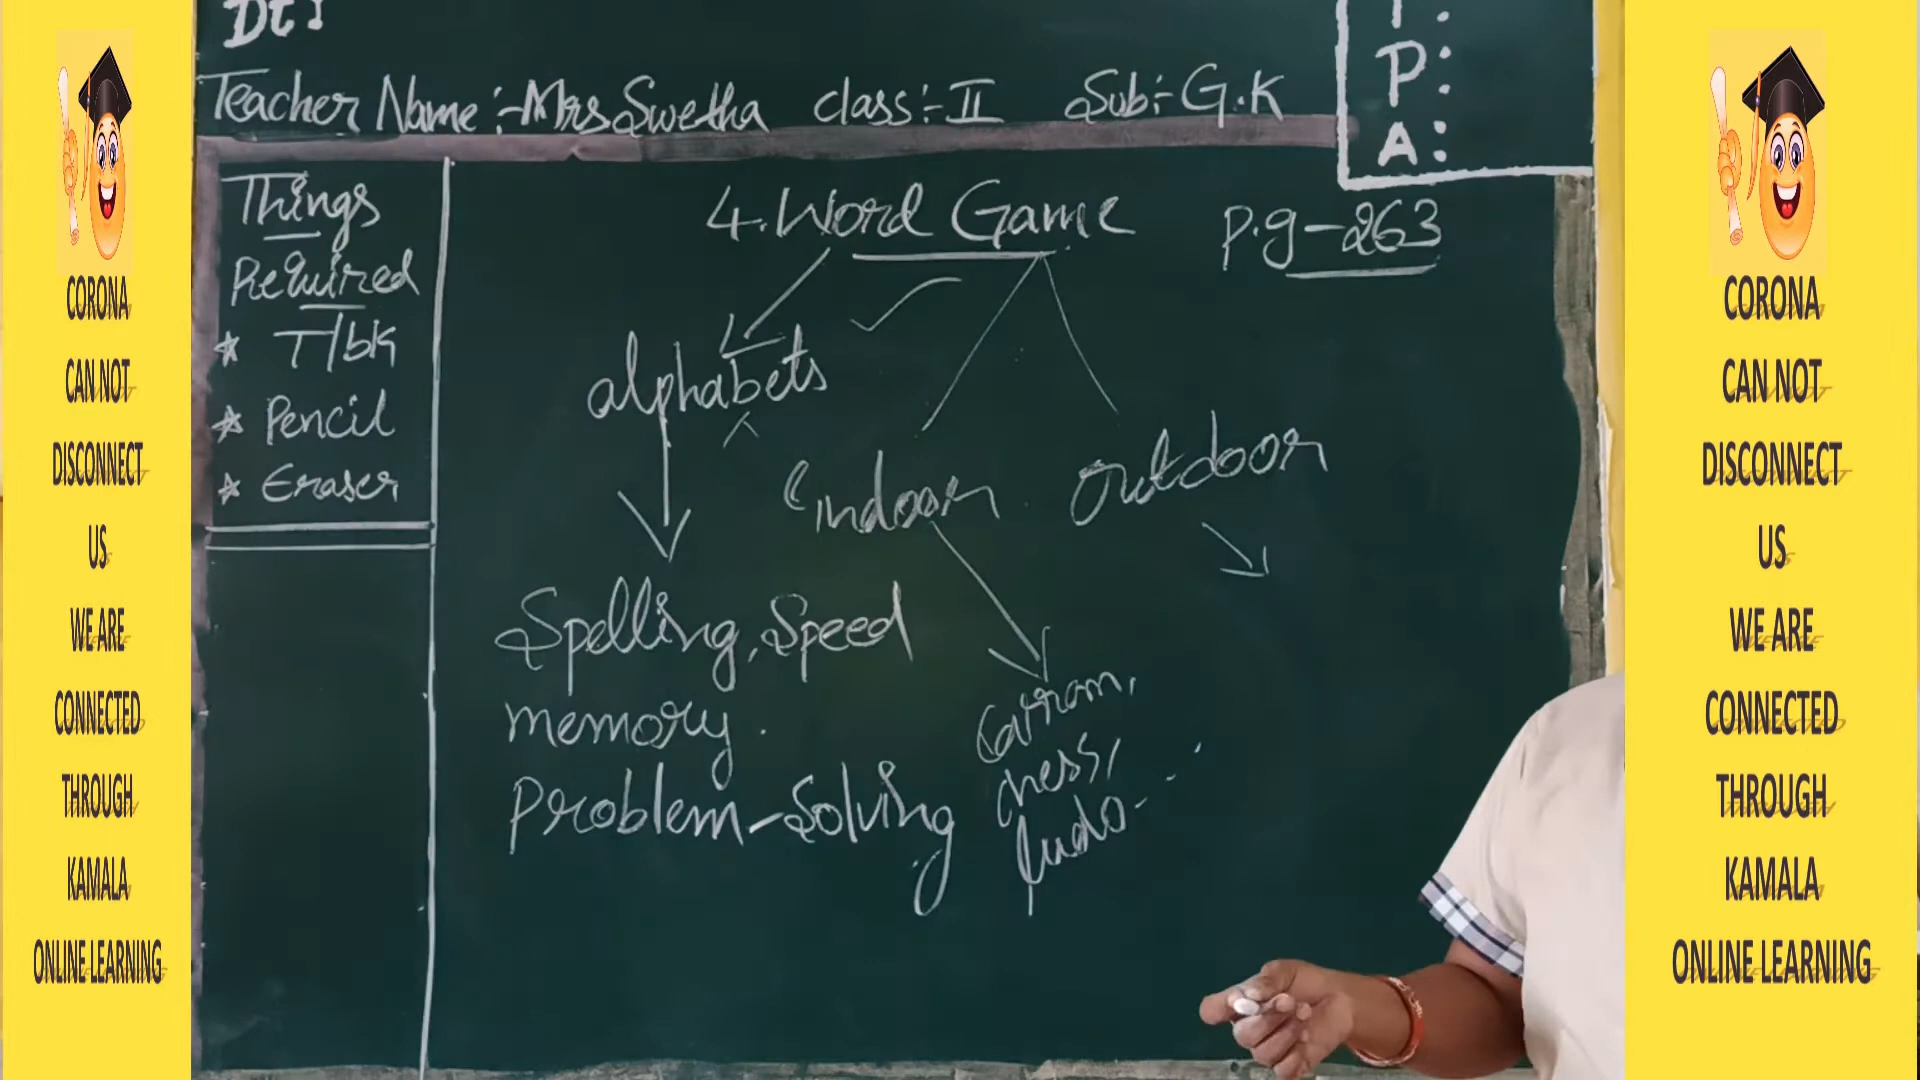 CORONA
CAN NOT
DISCONNECT
US
WE ARE
CONNECTED
THROUGH
KAMALA
ONLINE LEARNING
Dt:
Teacher Name:-Mrs Swetha class:-II Sub:-G.K
P:
A:
Things
Required
* T/bk
* Pencil
* Eraser
4. Word Game P.g-263
alphabets
indoor outdoor
Spelling, Speed
memory.
Problem-Solving
Carrom,
chess,
ludo-
CORONA
CAN NOT
DISCONNECT
US
WE ARE
CONNECTED
THROUGH
KAMALA
ONLINE LEARNING